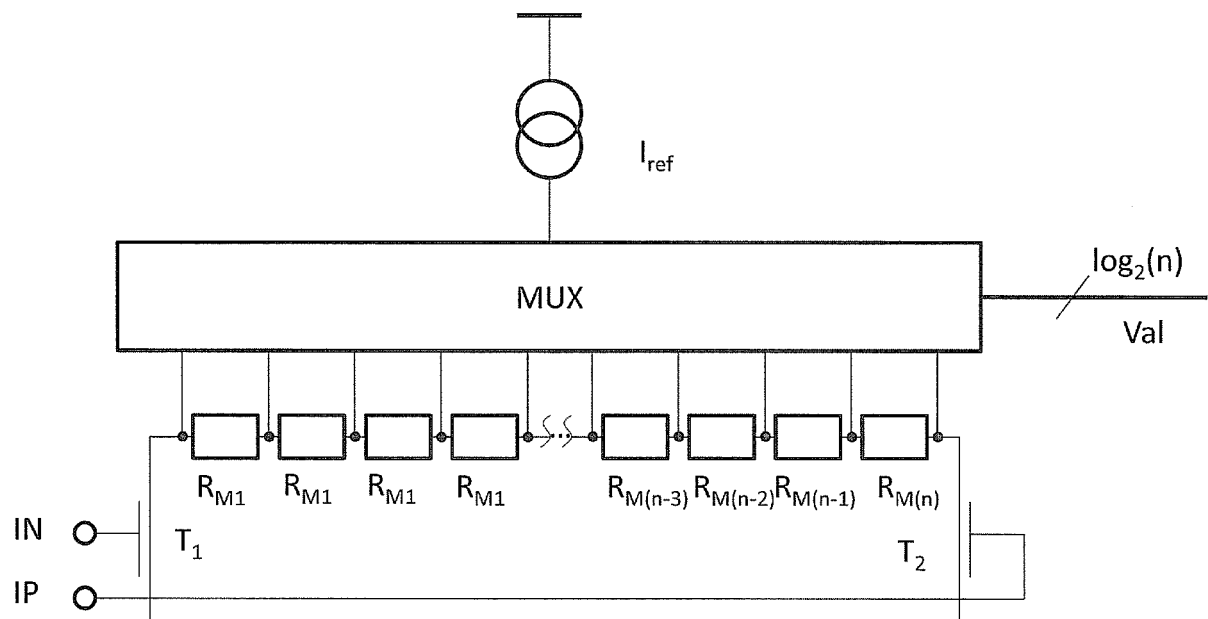 I_ref
MUX
log_2(n)
Val
R_M1 R_M1 R_M1 R_M1 ... R_M(n-3) R_M(n-2) R_M(n-1) R_M(n)
IN
T_1
T_2
IP